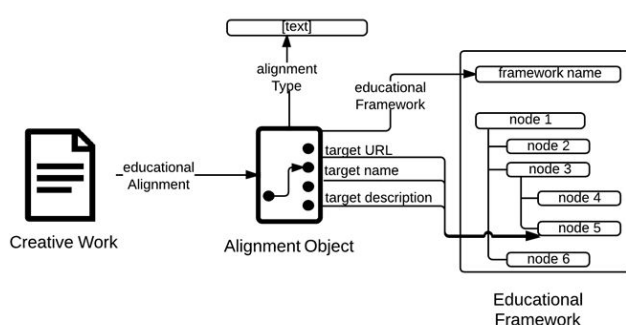 [text]
alignment
Type
educational
Framework
framework name
node 1
node 2
node 3
node 4
node 5
node 6
target URL
target name
target description
educational
Alignment
Creative Work
Alignment Object
Educational
Framework